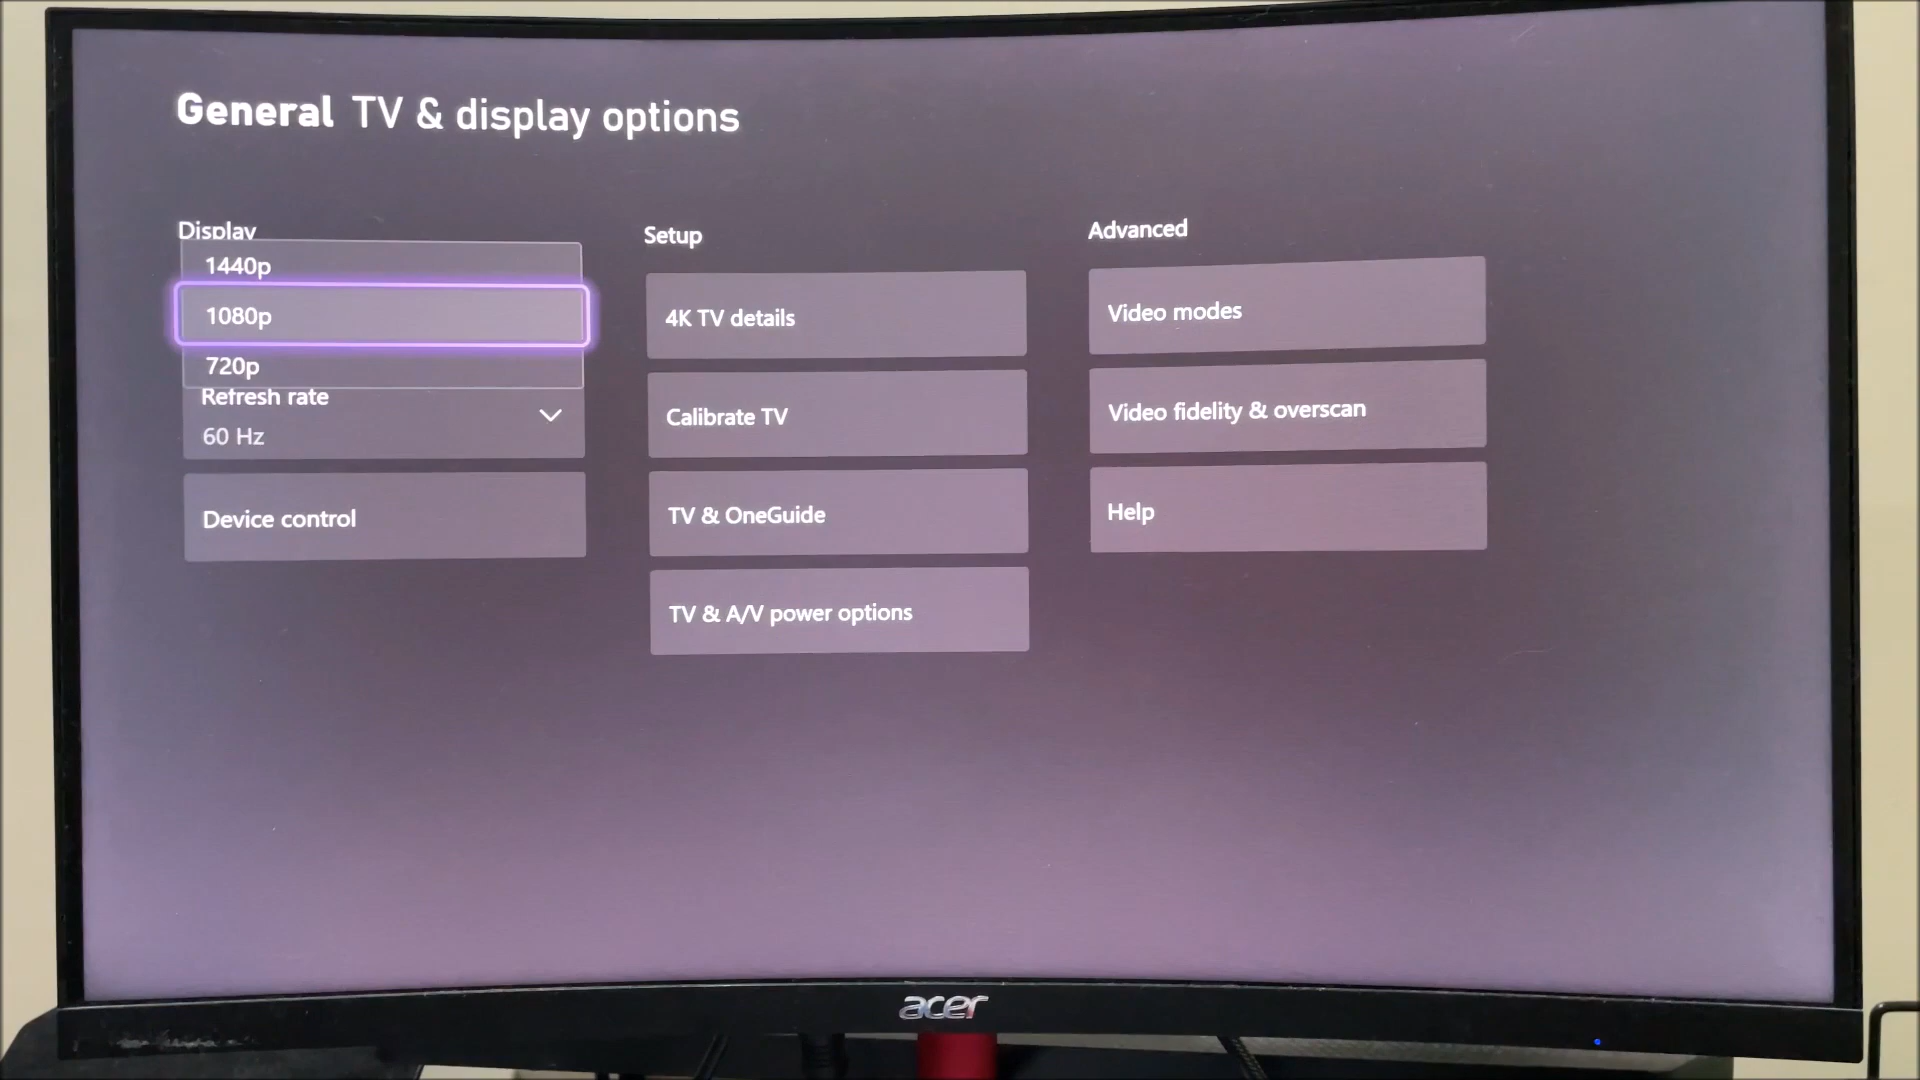 General TV & display options
Display
1440p
1080p
720p
Refresh rate
60 Hz
Device control
Setup
4K TV details
Calibrate TV
TV & OneGuide
TV & A/V power options
Advanced
Video modes
Video fidelity & overscan
Help
acer